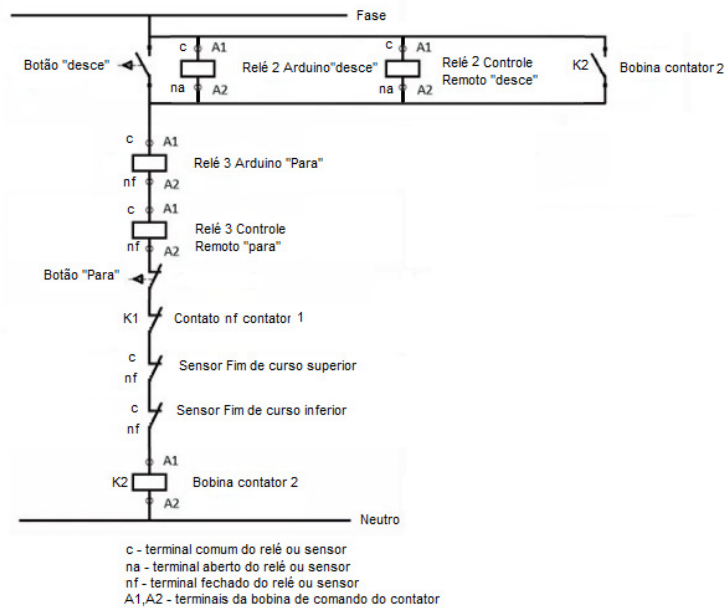 Fase
Botão "desce"
c A1
na A2
Relé 2 Arduino"desce"
c A1
na A2
Relé 2 Controle
Remoto "desce"
K2
Bobina contator 2
c A1
nf A2
Relé 3 Arduino "Para"
c A1
nf A2
Relé 3 Controle
Remoto "para"
Botão "Para"
K1 Contato nf contator 1
c
nf
Sensor Fim de curso superior
c
nf
Sensor Fim de curso inferior
A1
K2 Bobina contator 2
A2
Neutro
c - terminal comum do relé ou sensor
na - terminal aberto do relé ou sensor
nf - terminal fechado do relé ou sensor
A1,A2 - terminais da bobina de comando do contator